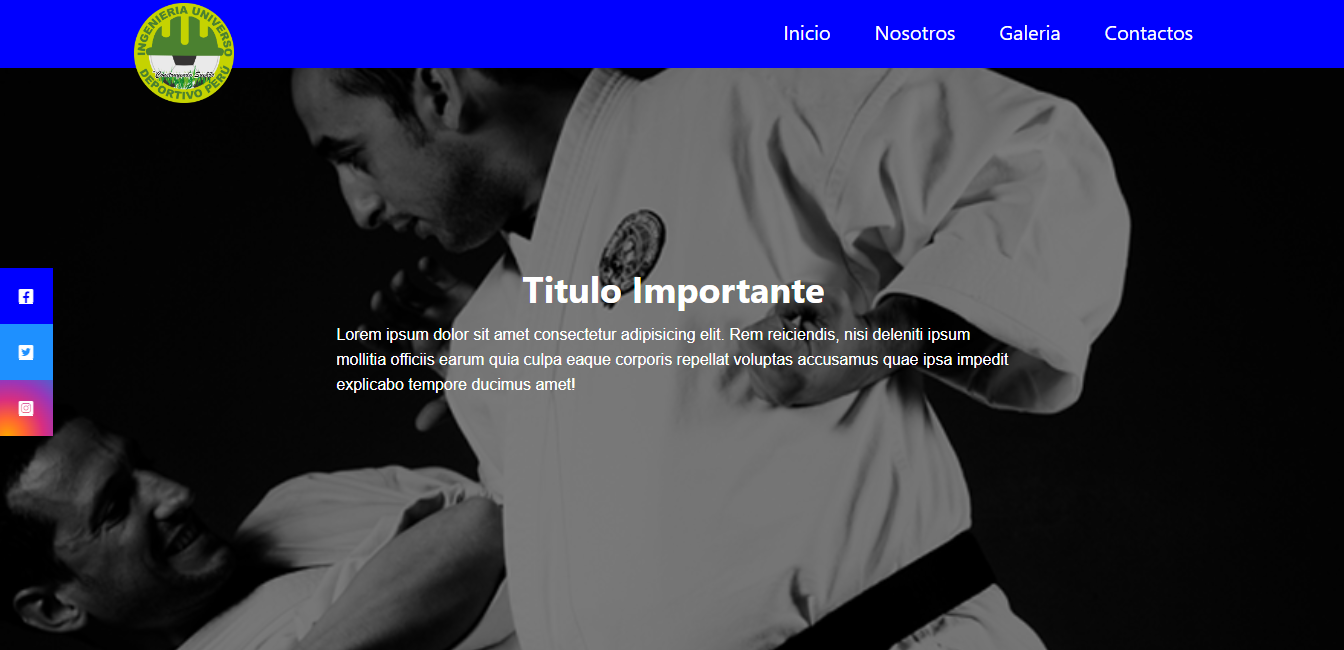 INGENIERIA UNIVERSO
DEPORTIVO PERÚ
Inicio Nosotros Galeria Contactos
Titulo Importante
Lorem ipsum dolor sit amet consectetur adipisicing elit. Rem reiciendis, nisi deleniti ipsum
mollitia officiis earum quia culpa eaque corporis repellat voluptas accusamus quae ipsa impedit
explicabo tempore ducimus amet!